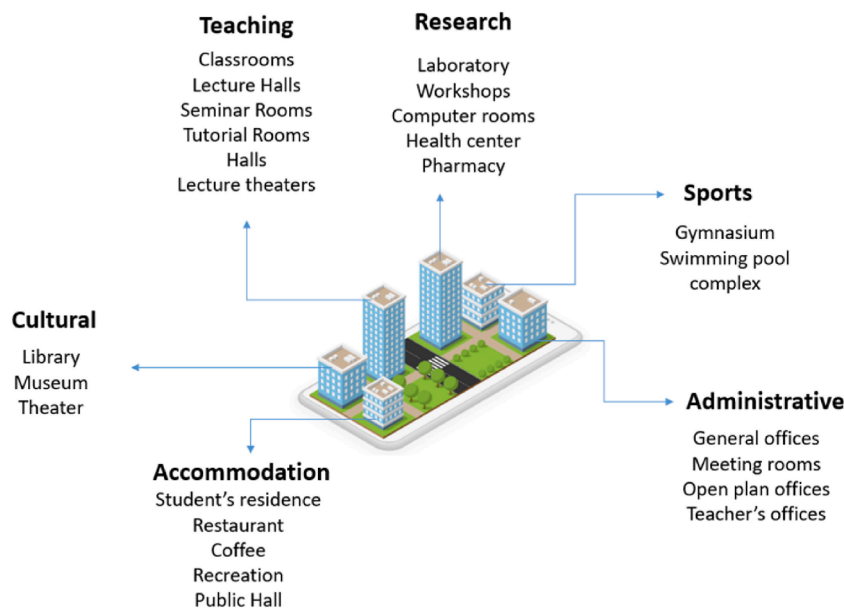 Teaching
Classrooms
Lecture Halls
Seminar Rooms
Tutorial Rooms
Halls
Lecture theaters
Research
Laboratory
Workshops
Computer rooms
Health center
Pharmacy
Sports
Gymnasium
Swimming pool
complex
Cultural
Library
Museum
Theater
Administrative
General offices
Meeting rooms
Open plan offices
Teacher's offices
Accommodation
Student's residence
Restaurant
Coffee
Recreation
Public Hall